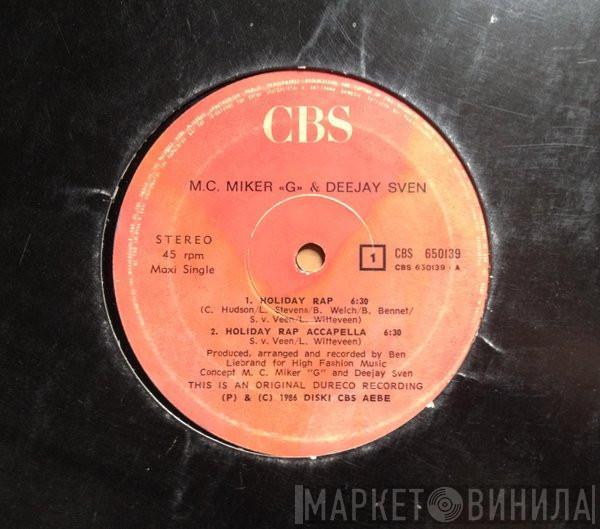 CBS
M.C. MIKER «G» & DEEJAY SVEN
STEREO
45 rpm
Maxi Single
1
CBS 650139
CBS 650139 - A
1. HOLIDAY RAP 6:30
(C. Hudson/L. Stevens/B. Welch/B. Bennet/
S. v. Veen/L. Witteveen)
2. HOLIDAY RAP ACCAPELLA 6:30
S. v. Veen/L. Witteveen)
Produced, arranged and recorded by Ben
Liebrand for High Fashion Music
Concept M. C. Miker "G" and Deejay Sven
THIS IS AN ORIGINAL DURECO RECORDING
(P) & (C) 1986 DISKI CBS AEBE
МАРКЕТ ВИНИЛА